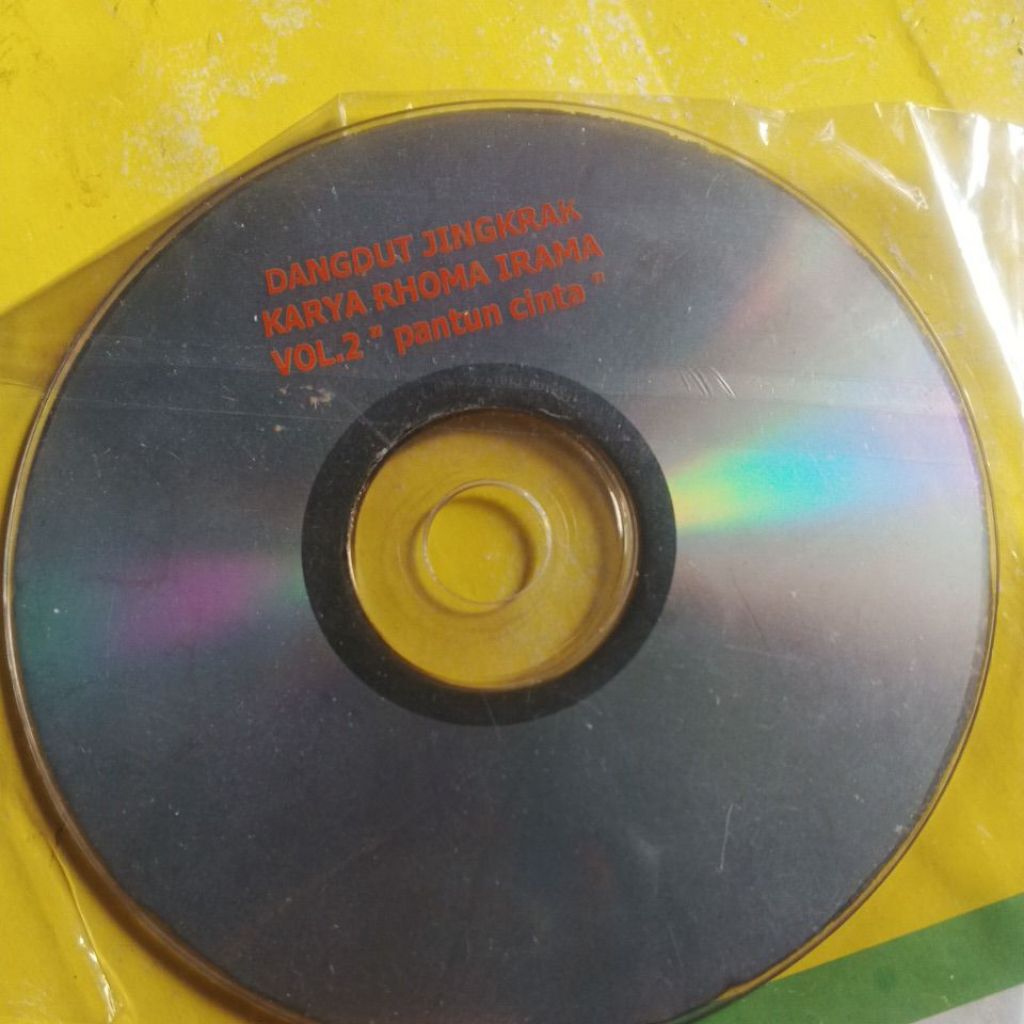 DANGDUT JINGKRAK
KARYA RHOMA IRAMA
VOL.2 " pantun cinta "